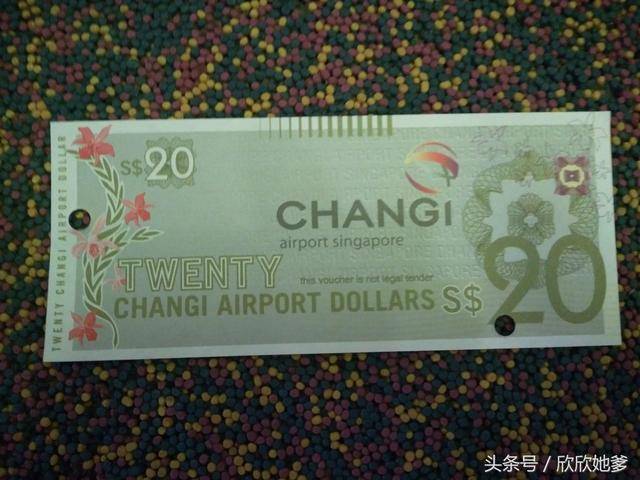 TWENTY CHANGI AIRPORT DOLLAR
S$20
CHANGI
airport singapore
TWENTY
this voucher is not legal tender
CHANGI AIRPORT DOLLARS S$20
头条号 / 欣欣她爹